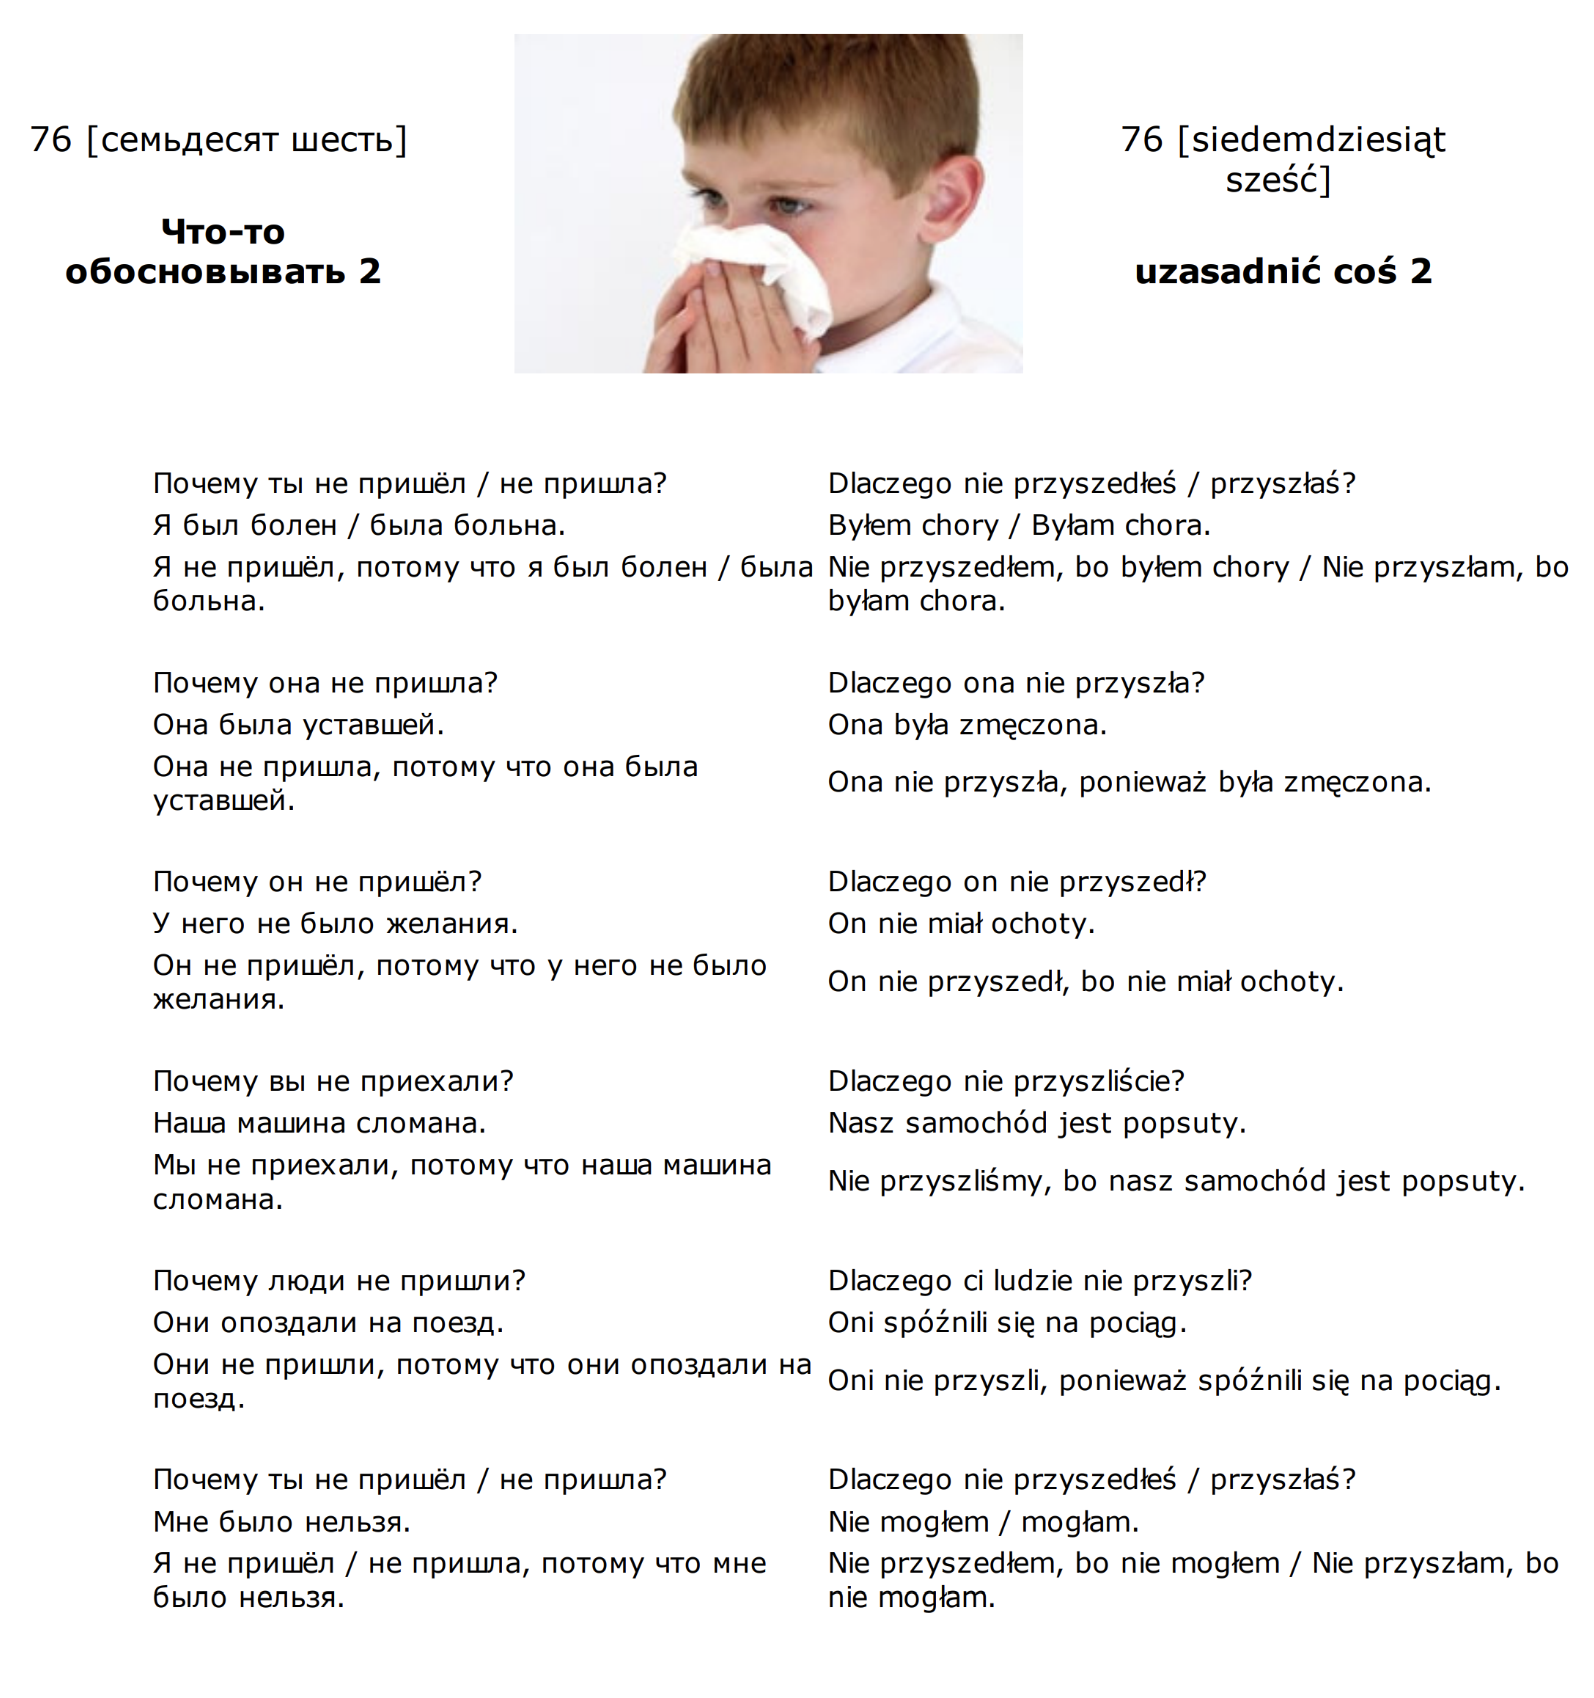 76 [семьдесят шесть]
Что-то
обосновывать 2
76 [siedemdziesiąt
sześć]
uzasadnić coś 2
Почему ты не пришёл / не пришла?
Dlaczego nie przyszedłeś / przyszłaś?
Я был болен / была больна.
Byłem chory / Byłam chora.
Я не пришёл, потому что я был болен / была
больна.
Nie przyszedłem, bo byłem chory / Nie przyszłam, bo
byłam chora.
Почему она не пришла?
Dlaczego ona nie przyszła?
Она была уставшей.
Ona była zmęczona.
Она не пришла, потому что она была
уставшей.
Ona nie przyszła, ponieważ była zmęczona.
Почему он не пришёл?
Dlaczego on nie przyszedł?
У него не было желания.
On nie miał ochoty.
Он не пришёл, потому что у него не было
желания.
On nie przyszedł, bo nie miał ochoty.
Почему вы не приехали?
Dlaczego nie przyszliście?
Наша машина сломана.
Nasz samochód jest popsuty.
Мы не приехали, потому что наша машина
сломана.
Nie przyszliśmy, bo nasz samochód jest popsuty.
Почему люди не пришли?
Dlaczego ci ludzie nie przyszli?
Они опоздали на поезд.
Oni spóźnili się na pociąg.
Они не пришли, потому что они опоздали на
поезд.
Oni nie przyszli, ponieważ spóźnili się na pociąg.
Почему ты не пришёл / не пришла?
Dlaczego nie przyszedłeś / przyszłaś?
Мне было нельзя.
Nie mogłem / mogłam.
Я не пришёл / не пришла, потому что мне
было нельзя.
Nie przyszedłem, bo nie mogłem / Nie przyszłam, bo
nie mogłam.